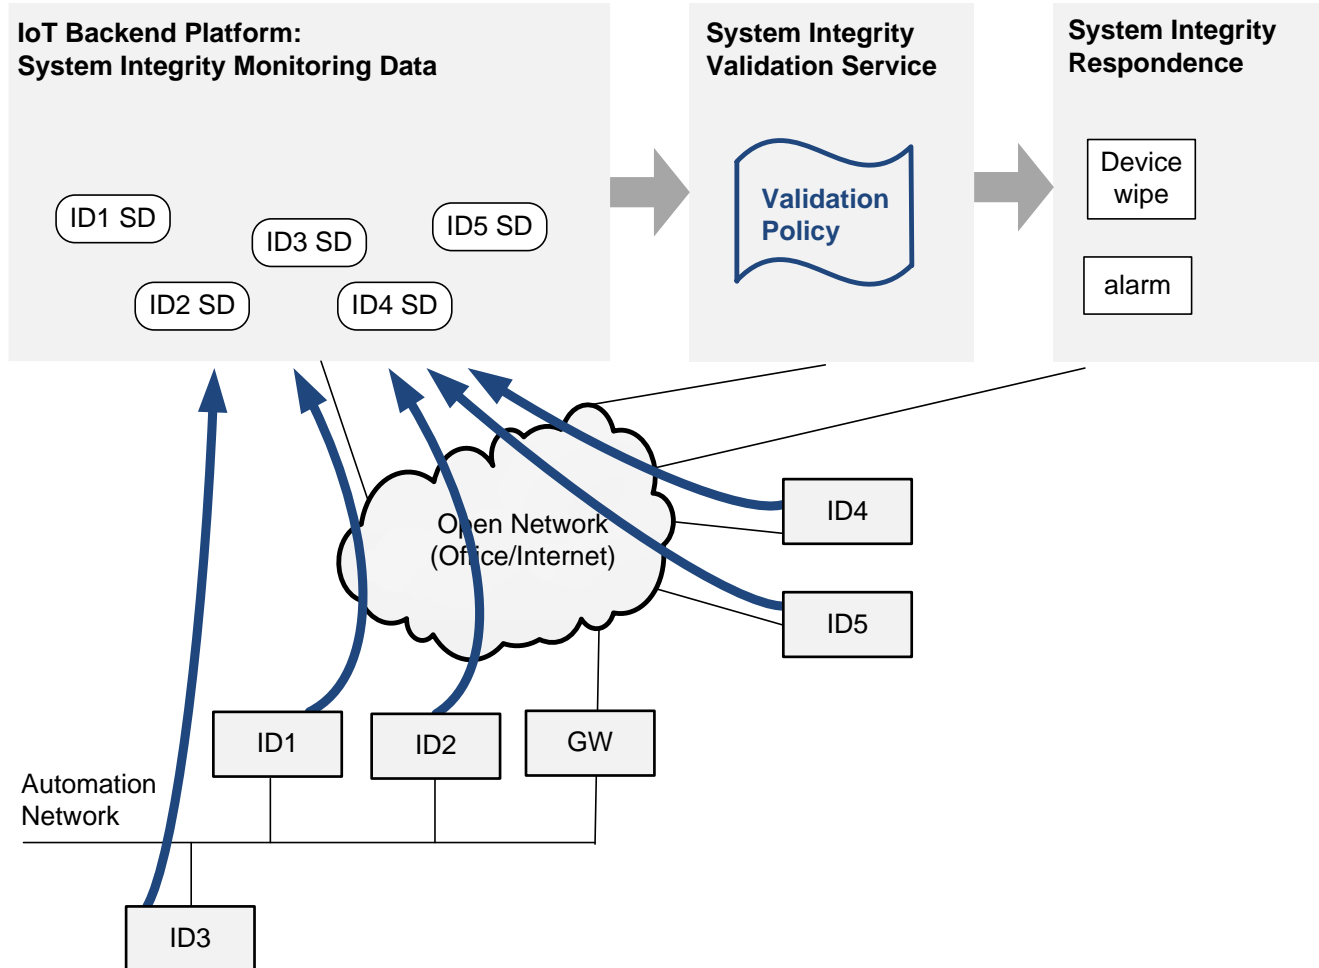 IoT Backend Platform:
System Integrity Monitoring Data
ID1 SD
ID2 SD
ID3 SD
ID4 SD
ID5 SD
System Integrity
Validation Service
Validation
Policy
System Integrity
Respondence
Device
wipe
alarm
Open Network
(Office/Internet)
ID4
ID5
ID1
ID2
GW
Automation
Network
ID3